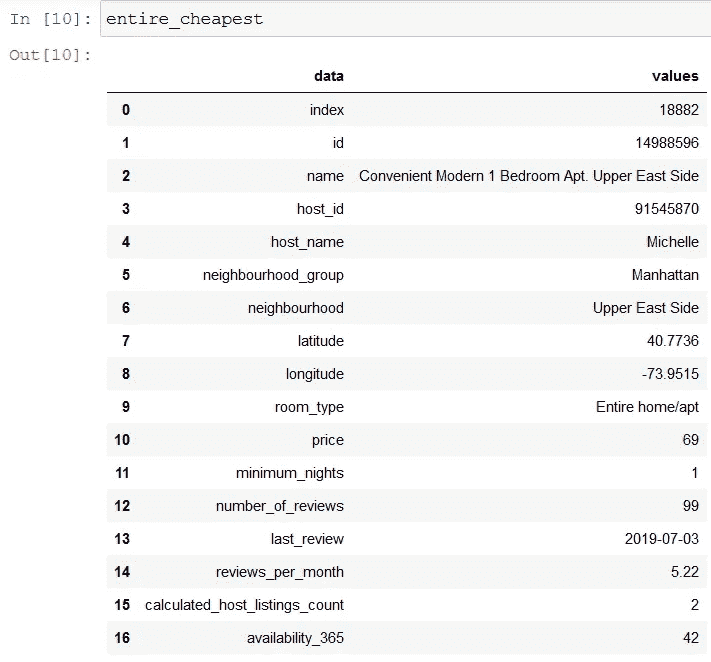 In [10]: entire_cheapest
Out[10]:
data values
0 index 18882
1 id 14988596
2 name Convenient Modern 1 Bedroom Apt. Upper East Side
3 host_id 91545870
4 host_name Michelle
5 neighbourhood_group Manhattan
6 neighbourhood Upper East Side
7 latitude 40.7736
8 longitude -73.9515
9 room_type Entire home/apt
10 price 69
11 minimum_nights 1
12 number_of_reviews 99
13 last_review 2019-07-03
14 reviews_per_month 5.22
15 calculated_host_listings_count 2
16 availability_365 42